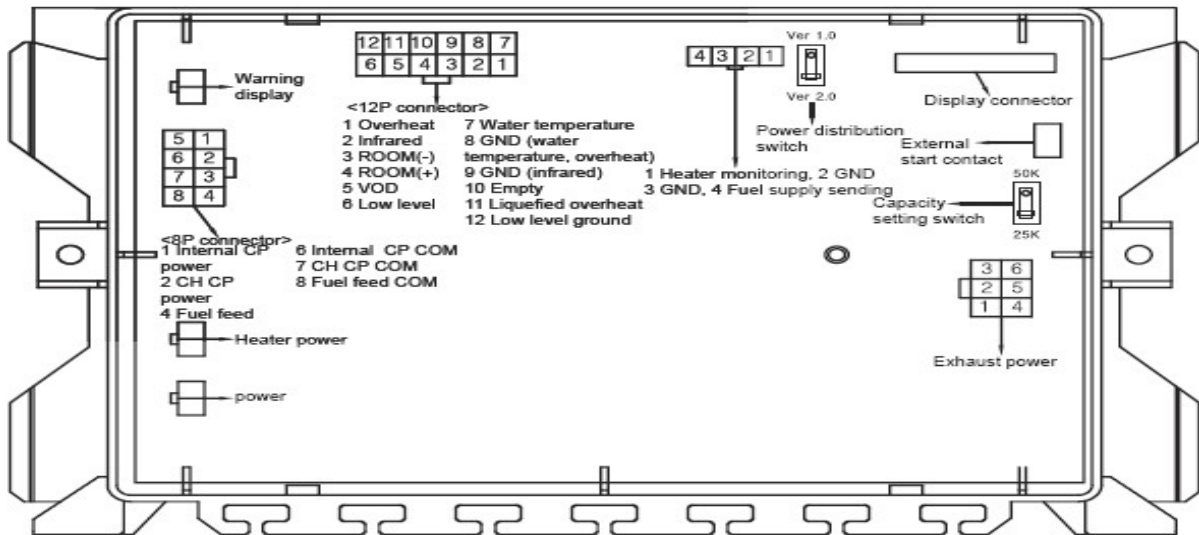 12 11 10 9 8 7
6 5 4 3 2 1
<12P connector>
1 Overheat
2 Infrared
3 ROOM(-)
4 ROOM(+)
5 VOD
6 Low level
7 Water temperature
8 GND (water
temperature, overheat)
9 GND (infrared)
10 Empty
11 Liquefied overheat
12 Low level ground
Warning
display
5 1
6 2
7 3
8 4
<8P connector>
1 Internal CP
power
2 CH CP
power
4 Fuel feed
6 Internal CP COM
7 CH CP COM
8 Fuel feed COM
Heater power
power
4 3 2 1
1 Heater monitoring, 2 GND
3 GND, 4 Fuel supply sending
Ver 1.0
Ver 2.0
Power distribution
switch
Display connector
External
start contact
50K
Capacity
setting switch
25K
3 6
2 5
1 4
Exhaust power